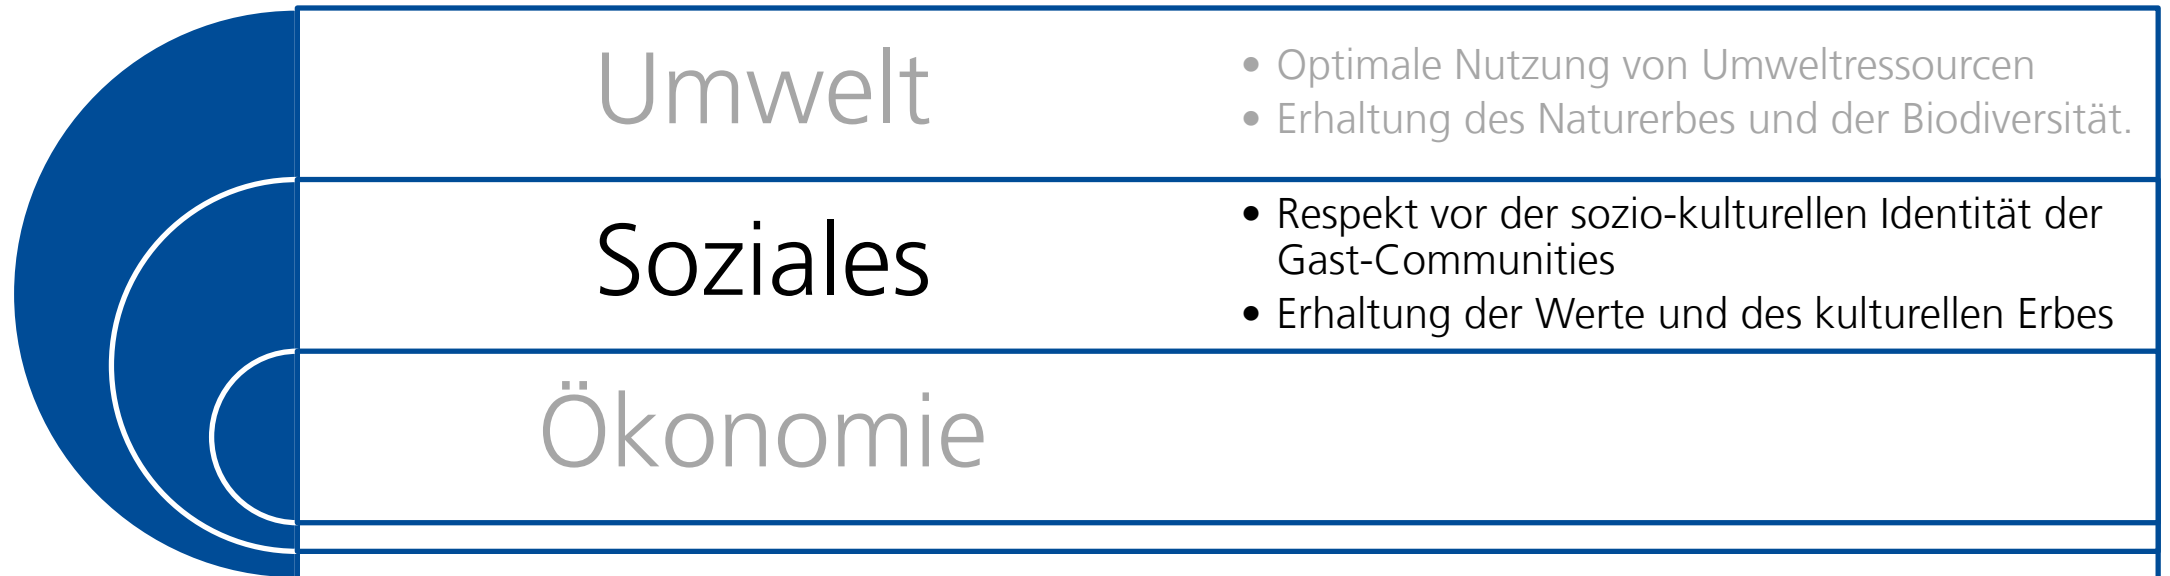 Umwelt
• Optimale Nutzung von Umweltressourcen
• Erhaltung des Naturerbes und der Biodiversität.
Soziales
• Respekt vor der sozio-kulturellen Identität der
Gast-Communities
• Erhaltung der Werte und des kulturellen Erbes
Ökonomie